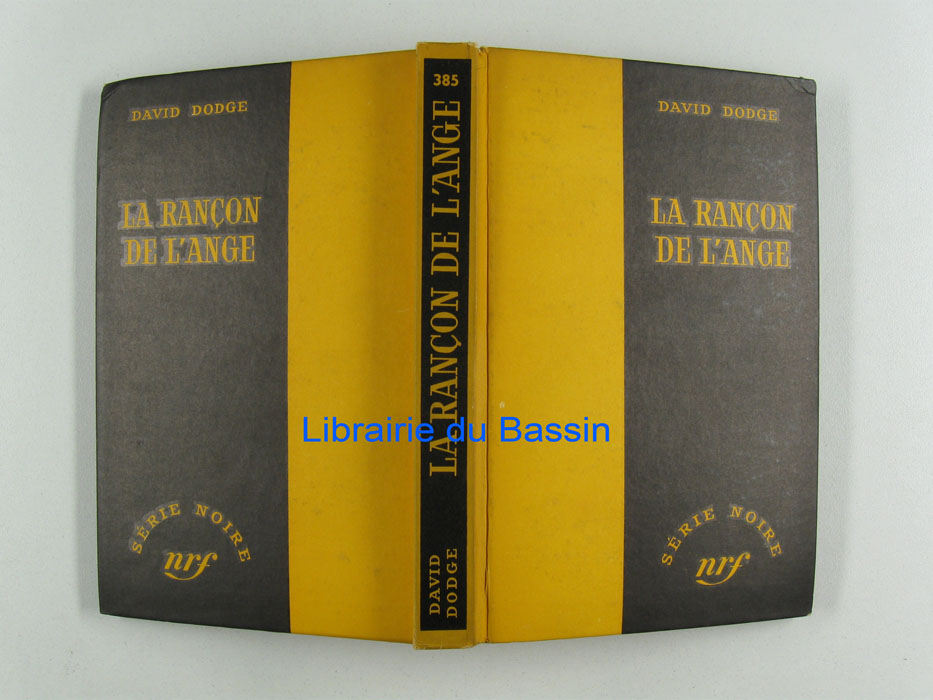 DAVID DODGE
LA RANÇON
DE L'ANGE
SÉRIE NOIRE
nrf
385
LA RANÇON DE L'ANGE
DAVID
DODGE
DAVID DODGE
LA RANÇON
DE L'ANGE
SÉRIE NOIRE
nrf
Librairie du Bassin